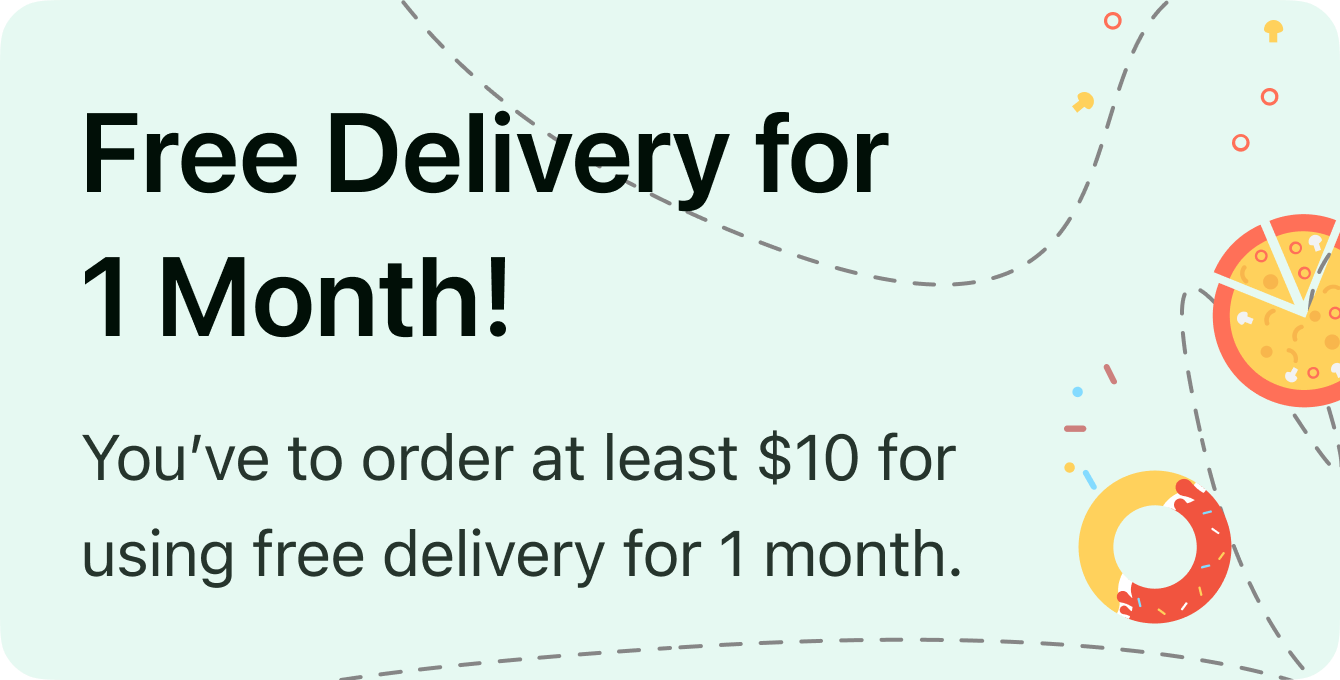 Free Delivery for
1 Month!
You’ve to order at least $10 for
using free delivery for 1 month.